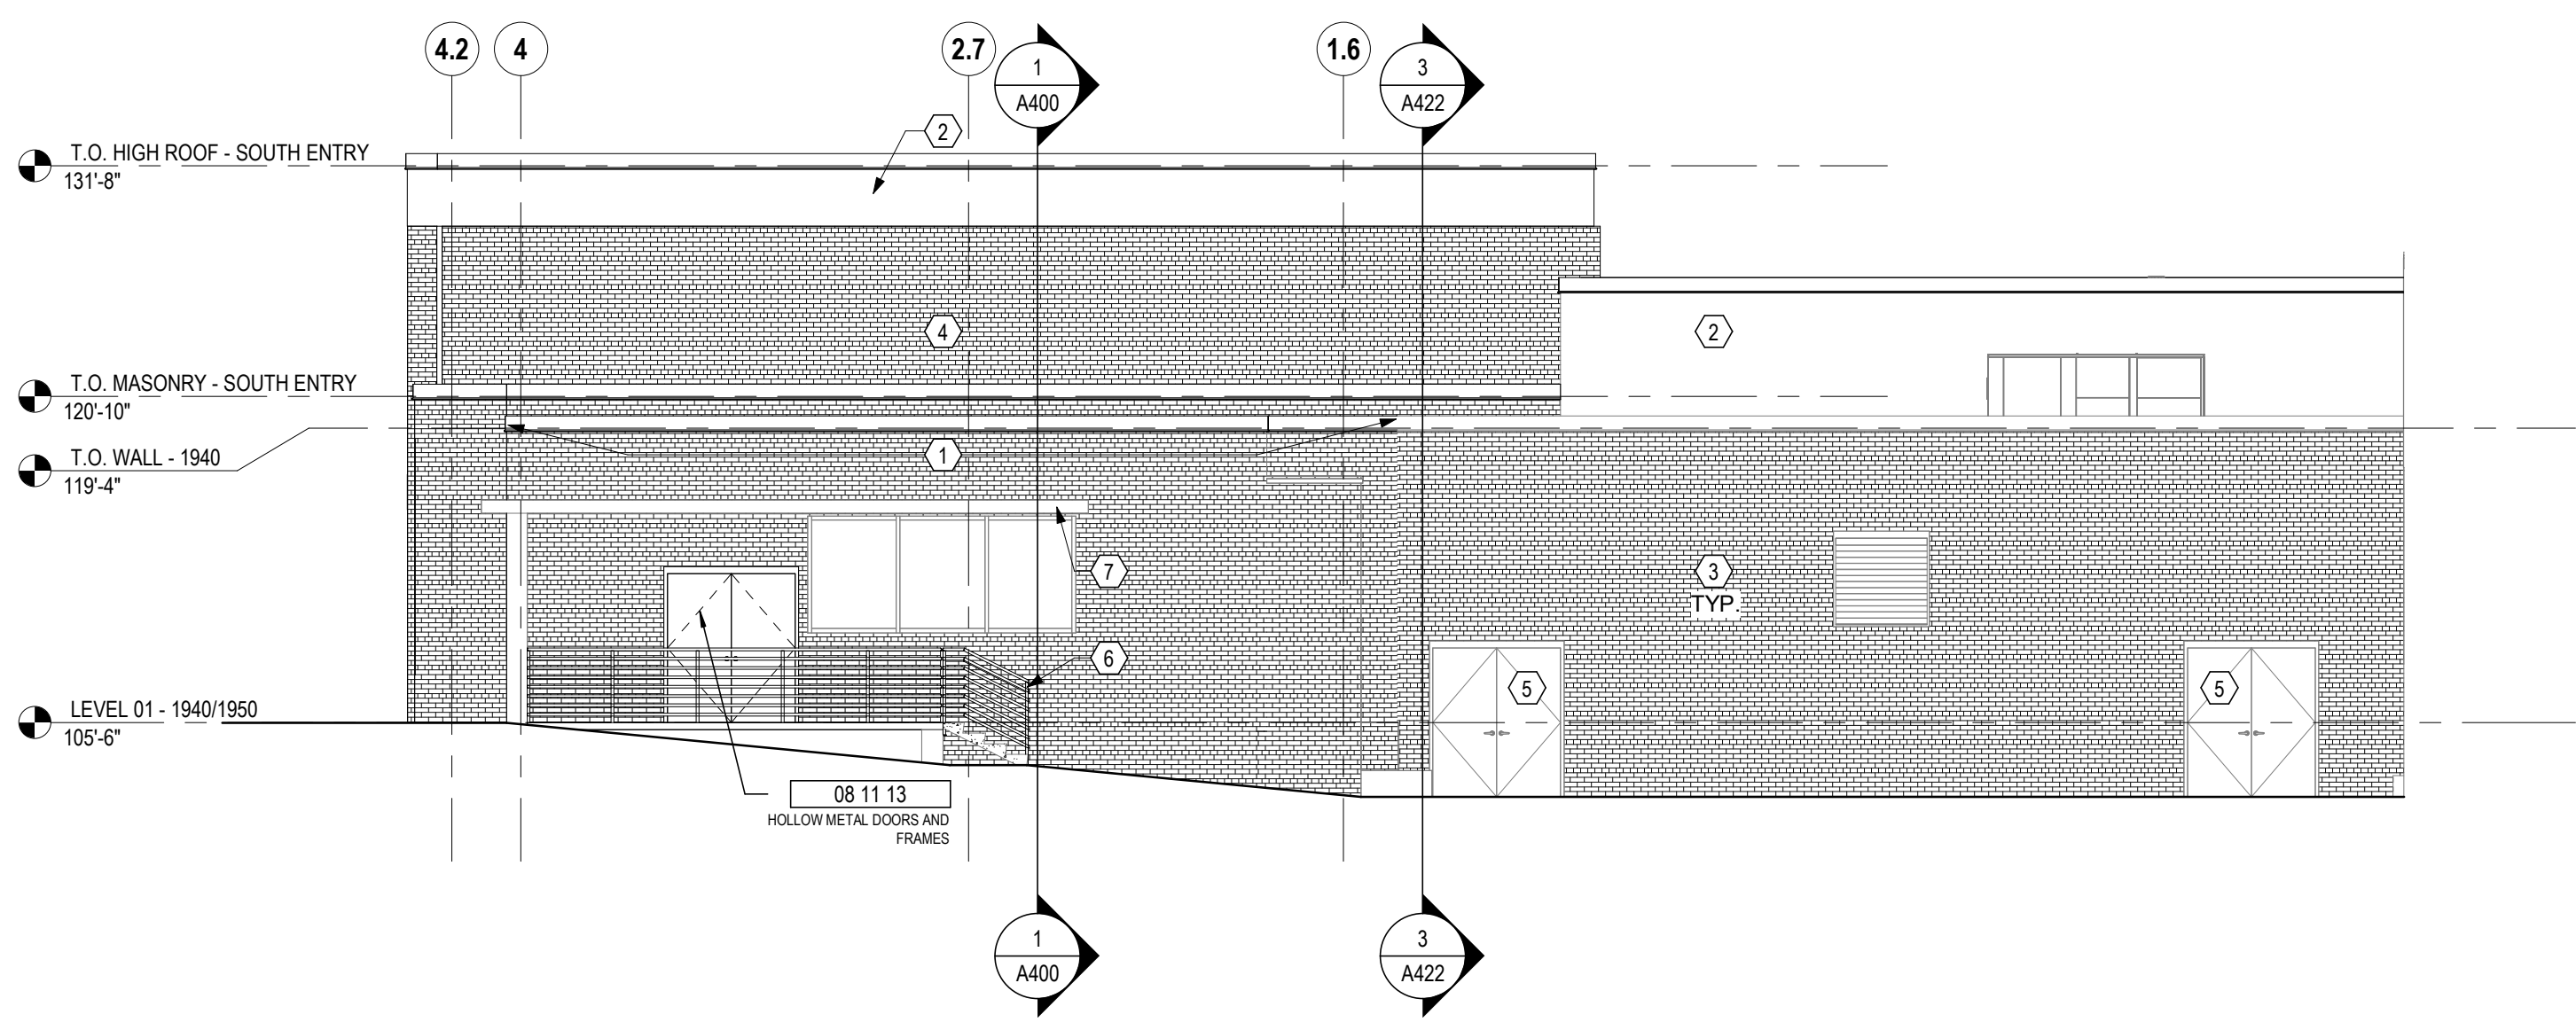 4.2
4
2.7
1
A400
1.6
3
A422
2
T.O. HIGH ROOF - SOUTH ENTRY
131'-8"
4
2
T.O. MASONRY - SOUTH ENTRY
120'-10"
T.O. WALL - 1940
119'-4"
1
7
3
TYP.
6
5
5
LEVEL 01 - 1940/1950
105'-6"
08 11 13
HOLLOW METAL DOORS AND
FRAMES
1
A400
3
A422